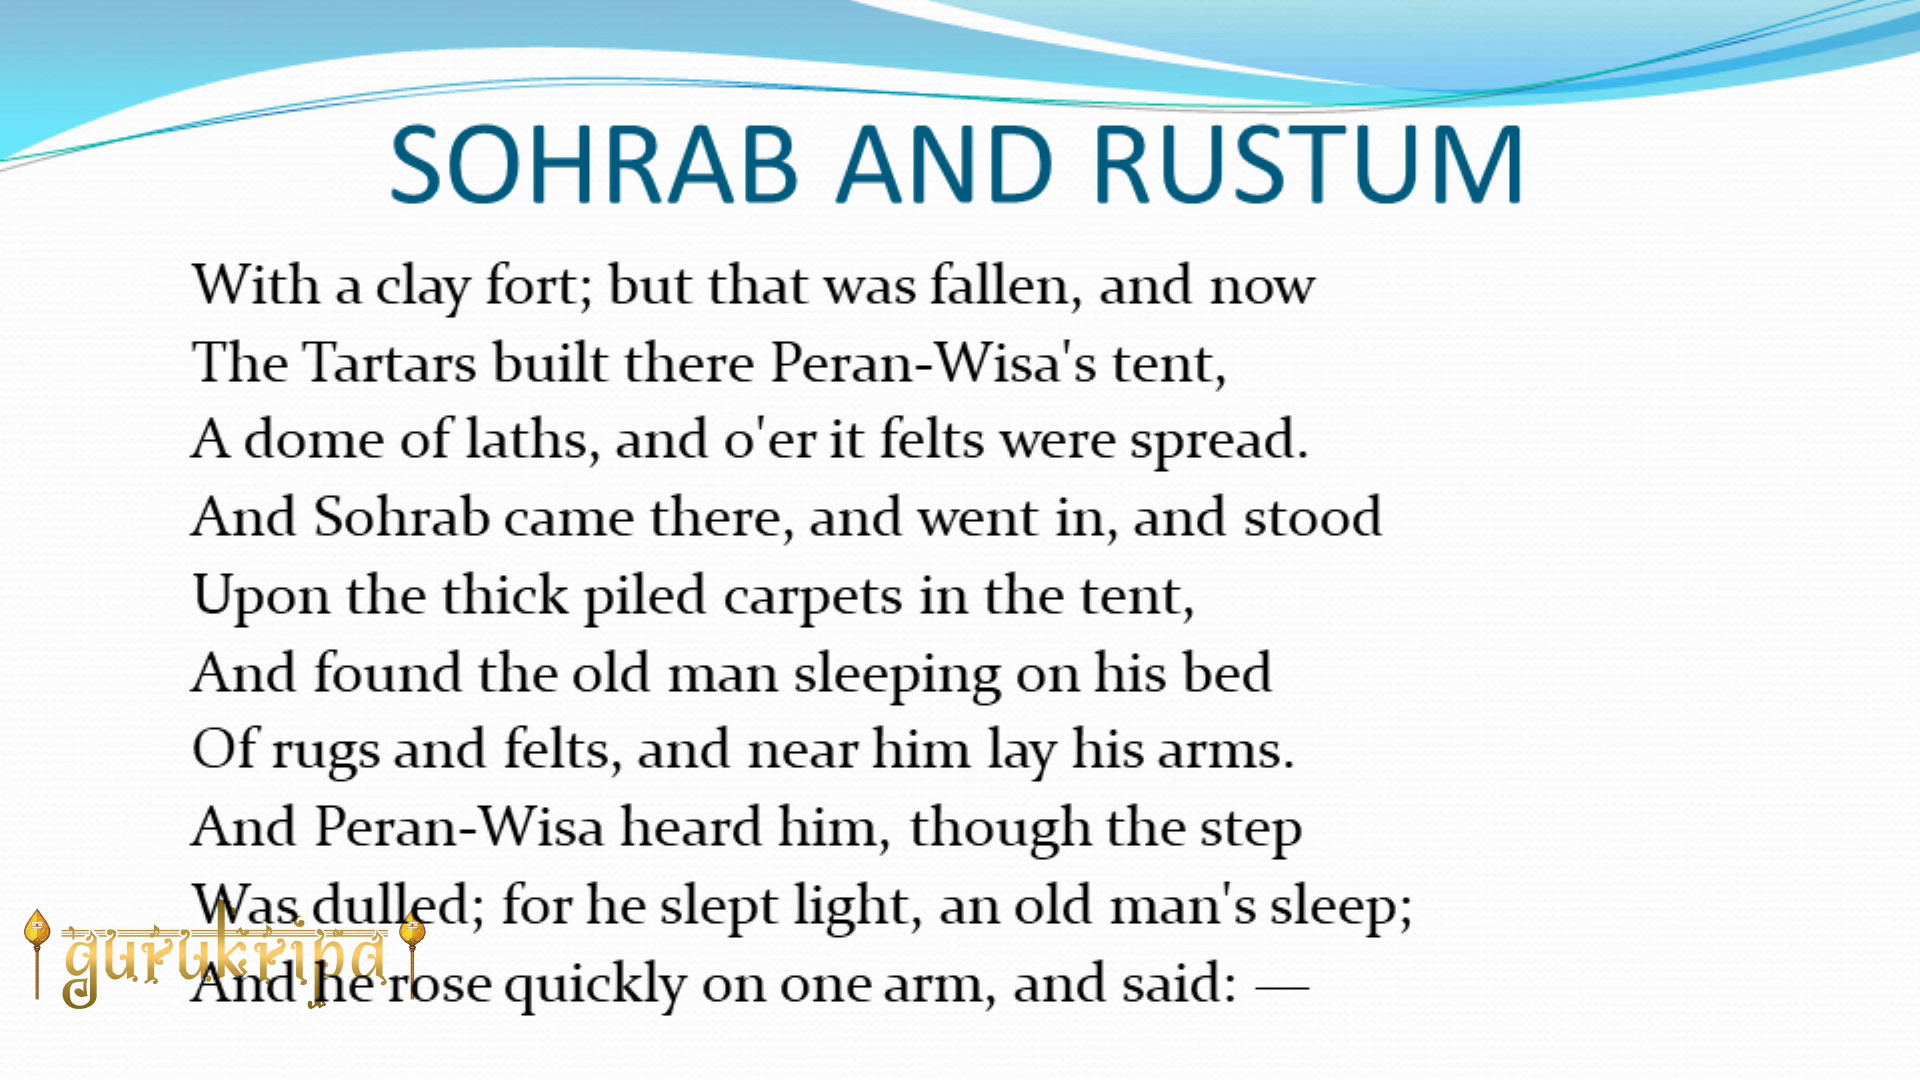 SOHRAB AND RUSTUM
With a clay fort; but that was fallen, and now
The Tartars built there Peran-Wisa's tent,
A dome of laths, and o'er it felts were spread.
And Sohrab came there, and went in, and stood
Upon the thick piled carpets in the tent,
And found the old man sleeping on his bed
Of rugs and felts, and near him lay his arms.
And Peran-Wisa heard him, though the step
Was dulled; for he slept light, an old man's sleep;
gurukripa
And he rose quickly on one arm, and said: —